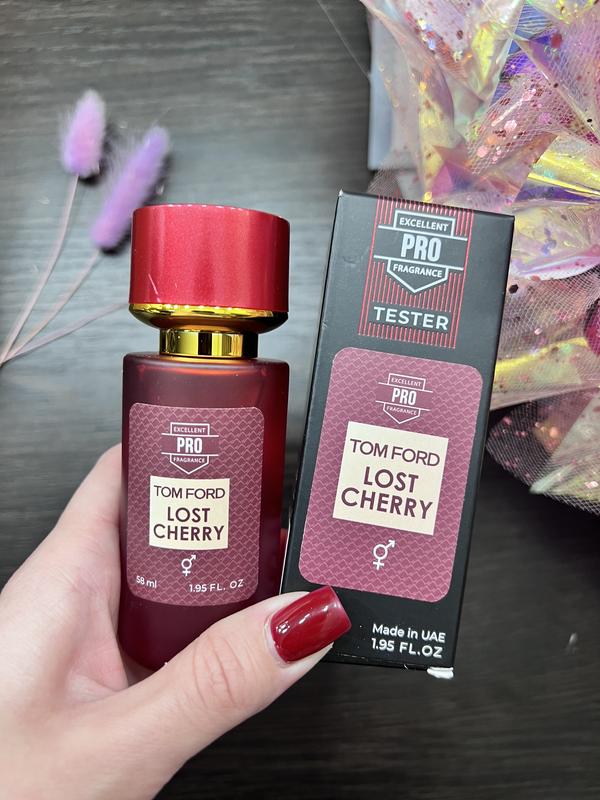 EXCELLENT
PRO
FRAGRANCE
TOM FORD
LOST
CHERRY
58 ml
1.95 FL. OZ
EXCELLENT
PRO
FRAGRANCE
TESTER
EXCELLENT
PRO
FRAGRANCE
TOM FORD
LOST
CHERRY
Made in UAE
1.95 FL.OZ